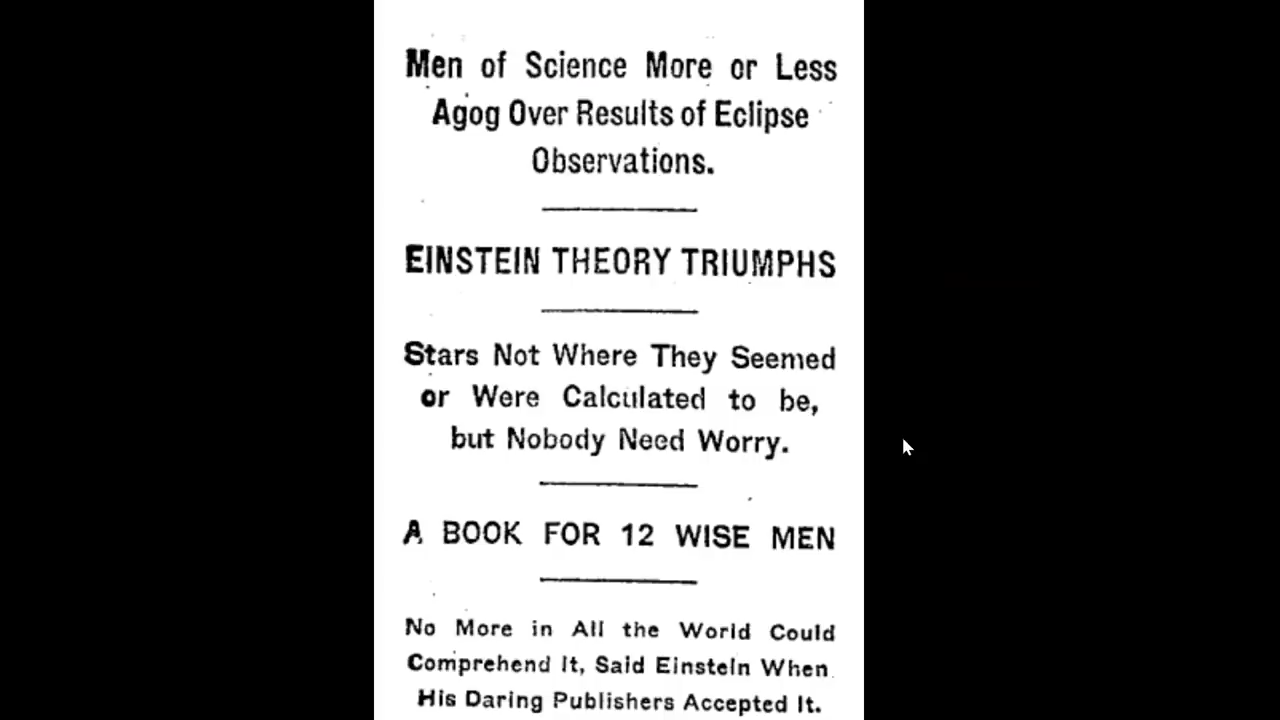 Men of Science More or Less
Agog Over Results of Eclipse
Observations.
EINSTEIN THEORY TRIUMPHS
Stars Not Where They Seemed
or Were Calculated to be,
but Nobody Need Worry.
A BOOK FOR 12 WISE MEN
No More in All the World Could
Comprehend It, Said Einstein When
His Daring Publishers Accepted It.